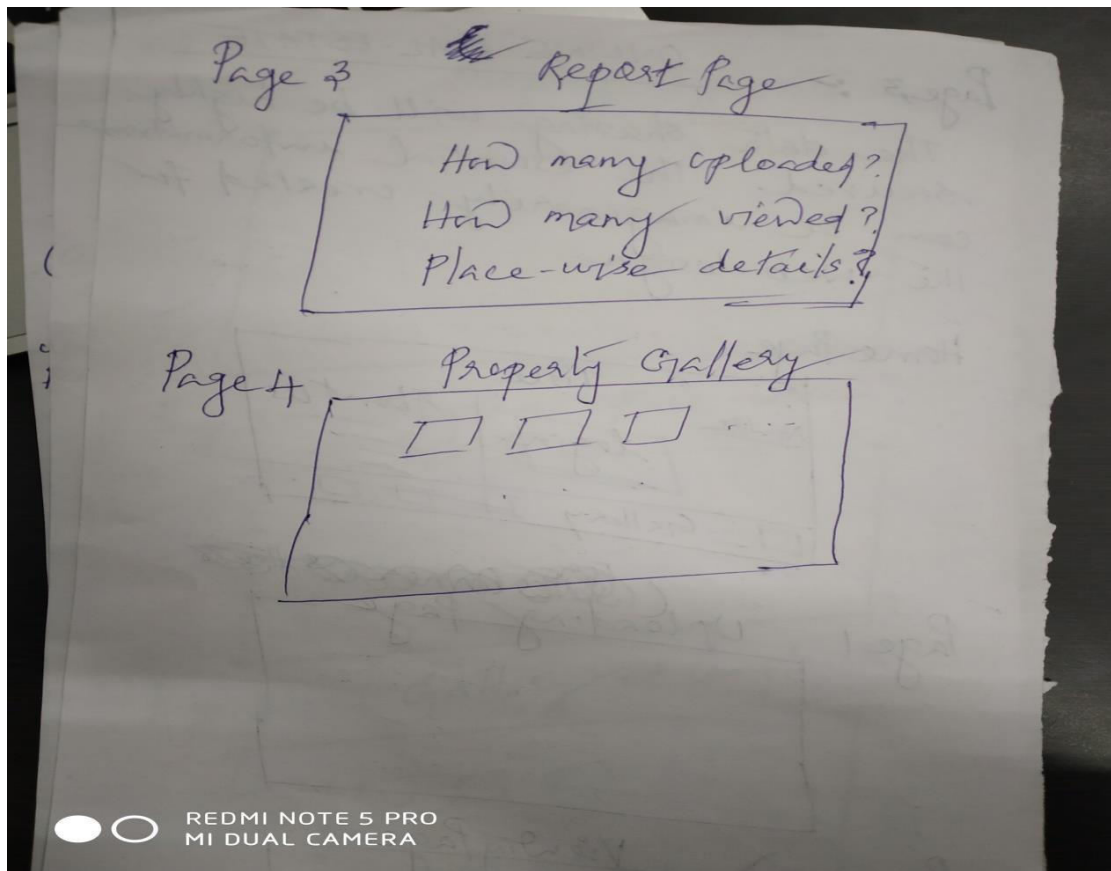 Page 3 Report Page
How many uploaded?
How many viewed?
Place-wise details?
Page 4 Property Gallery
REDMI NOTE 5 PRO
MI DUAL CAMERA